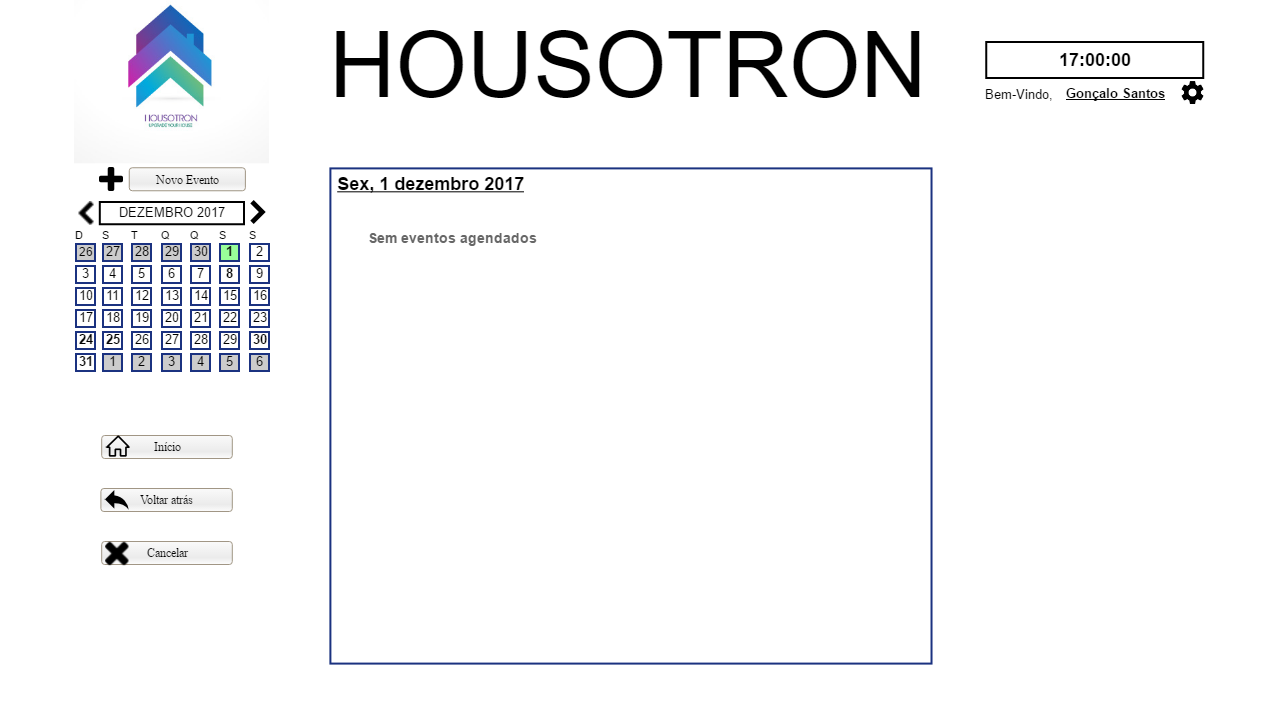 HOUSOTRON
UPGRADE YOUR HOUSE
HOUSOTRON
17:00:00
Bem-Vindo, Gonçalo Santos
Novo Evento
DEZEMBRO 2017
D S T Q Q S S
26 27 28 29 30 1 2
3 4 5 6 7 8 9
10 11 12 13 14 15 16
17 18 19 20 21 22 23
24 25 26 27 28 29 30
31 1 2 3 4 5 6
Início
Voltar atrás
Cancelar
Sex, 1 dezembro 2017
Sem eventos agendados